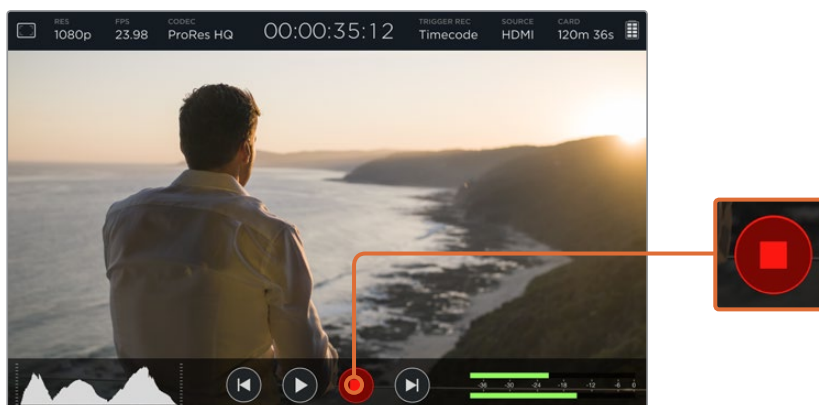 RES FPS CODEC TRIGGER REC SOURCE CARD
1080p 23.98 ProRes HQ 00:00:35:12 Timecode HDMI 120m 36s
-36 -30 -24 -18 -12 -6 0